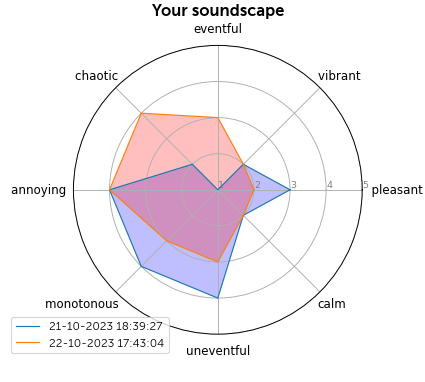 Your soundscape
eventful
chaotic
vibrant
annoying
1 2 3 4 5
pleasant
monotonous
calm
21-10-2023 18:39:27
22-10-2023 17:43:04
uneventful